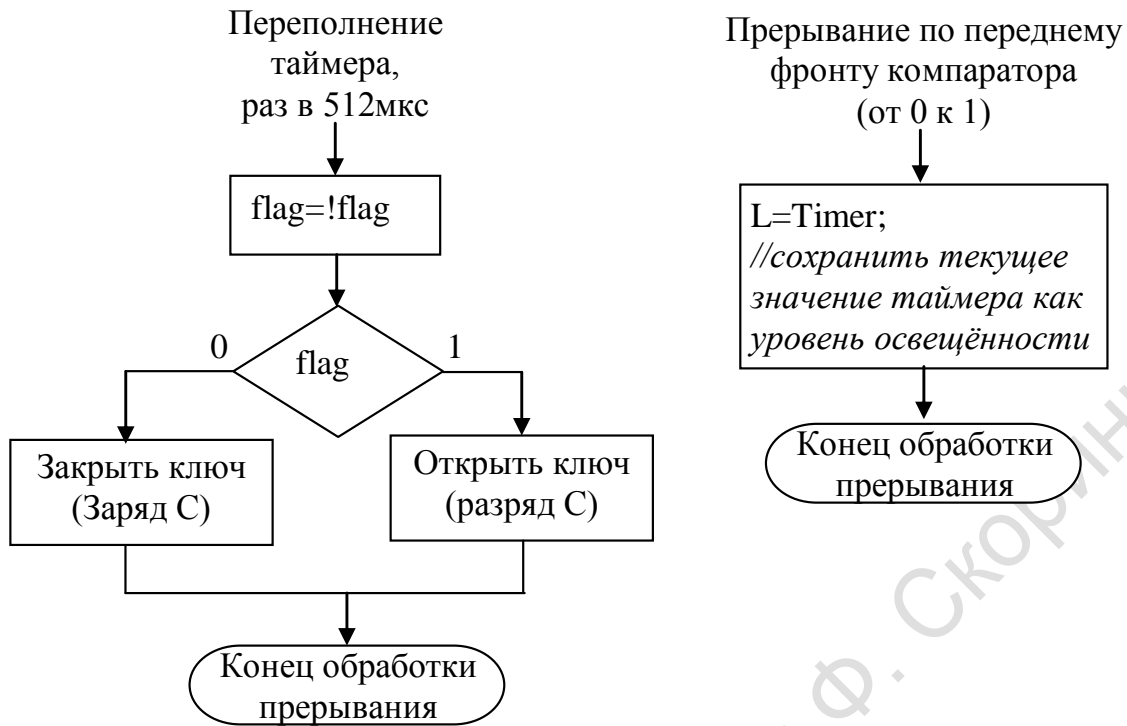 Переполнение
таймера,
раз в 512мкс
flag=!flag
0
flag
1
Закрыть ключ
(Заряд С)
Открыть ключ
(разряд С)
Конец обработки
прерывания
Прерывание по переднему
фронту компаратора
(от 0 к 1)
L=Timer;
//сохранить текущее
значение таймера как
уровень освещённости
Конец обработки
прерывания
Ф.